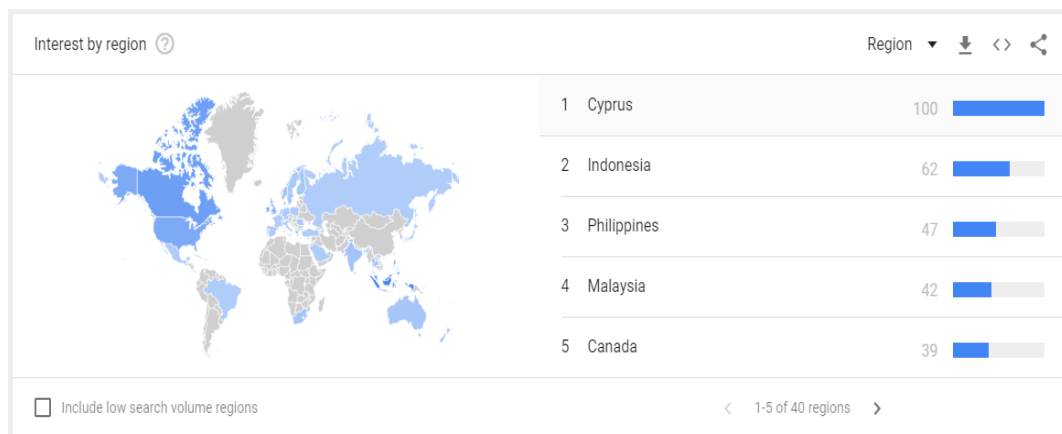 Interest by region
Region
1 Cyprus 100
2 Indonesia 62
3 Philippines 47
4 Malaysia 42
5 Canada 39
Include low search volume regions
1-5 of 40 regions